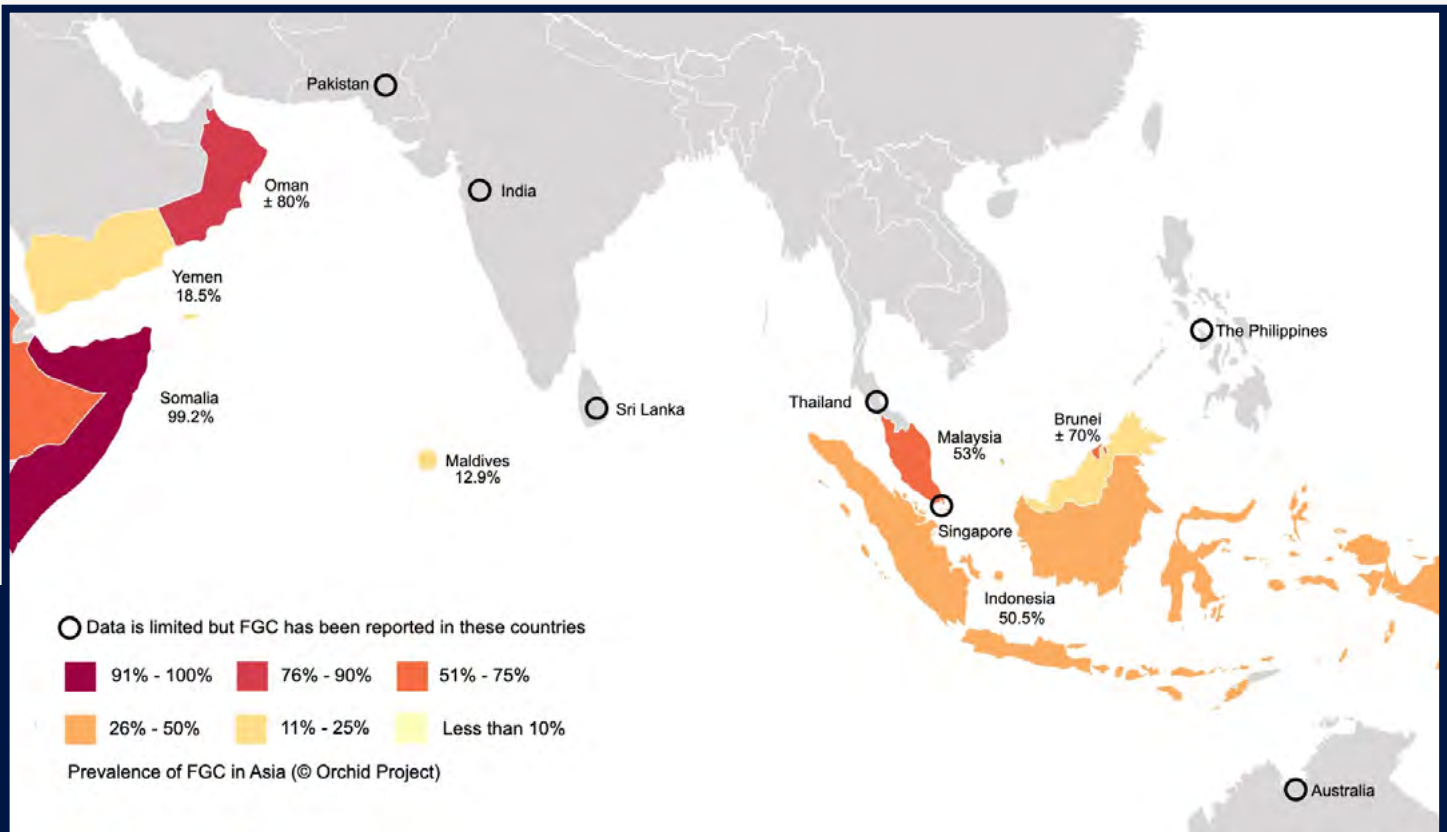 Pakistan
India
Oman
± 80%
Yemen
18.5%
The Philippines
Somalia
99.2%
Sri Lanka
Thailand
Brunei
± 70%
Malaysia
53%
Maldives
12.9%
Singapore
Indonesia
50.5%
Data is limited but FGC has been reported in these countries
91% - 100%
76% - 90%
51% - 75%
26% - 50%
11% - 25%
Less than 10%
Prevalence of FGC in Asia (© Orchid Project)
Australia